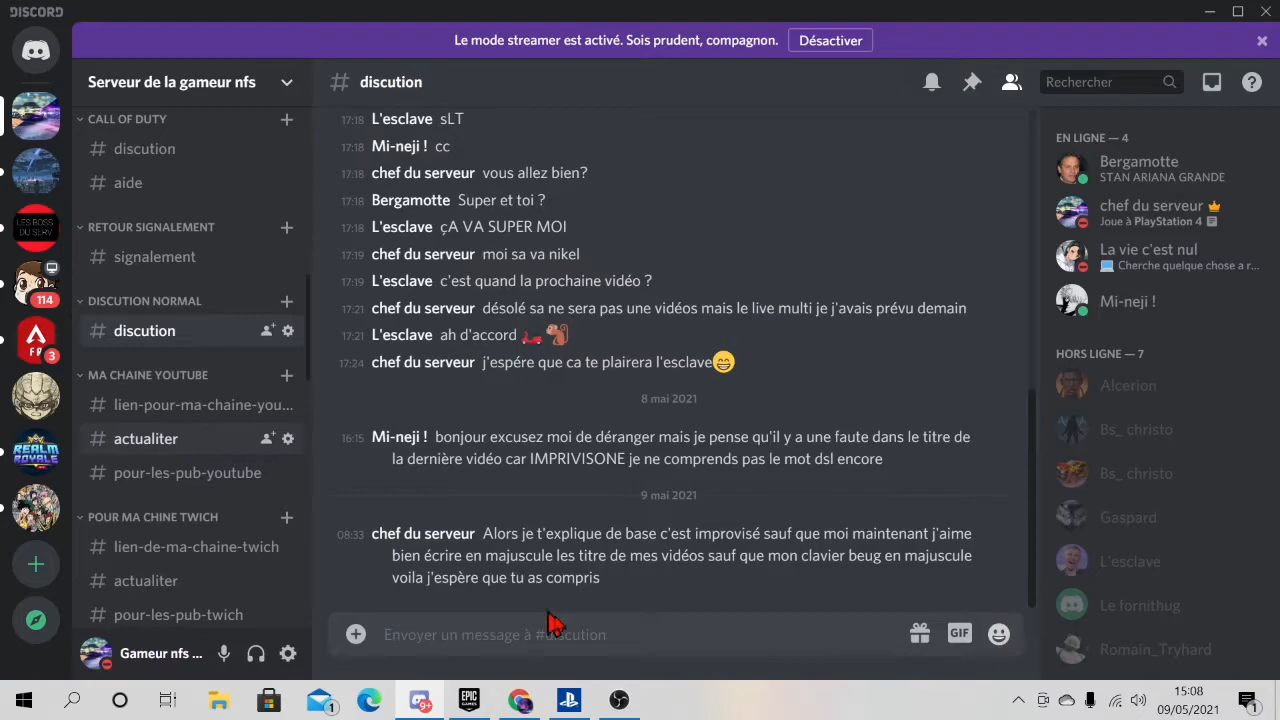 DISCORD
Le mode streamer est activé. Sois prudent, compagnon. Désactiver
Serveur de la gameur nfs
discution
Rechercher
CALL OF DUTY
discution
aide
RETOUR SIGNALEMENT
signalement
DISCUTION NORMAL
discution
MA CHAINE YOUTUBE
lien-pour-ma-chaine-you...
actualiter
pour-les-pub-youtube
POUR MA CHINE TWICH
lien-de-ma-chaine-twich
actualiter
pour-les-pub-twich
Gameur nfs ...
LES BOSS
DU SERV
114
3
REALM
ROYALE
17:18 L'esclave sLT
17:18 Mi-neji ! cc
17:18 chef du serveur vous allez bien?
17:18 Bergamotte Super et toi ?
17:18 L'esclave çA VA SUPER MOI
17:19 chef du serveur moi sa va nikel
17:19 L'esclave c'est quand la prochaine vidéo ?
17:21 chef du serveur désolé sa ne sera pas une vidéos mais le live multi je j'avais prévu demain
17:21 L'esclave ah d'accord 🛵🐿️
17:24 chef du serveur j'espére que ca te plairera l'esclave😁
8 mai 2021
16:15 Mi-neji ! bonjour excusez moi de déranger mais je pense qu'il y a une faute dans le titre de
la dernière vidéo car IMPRIVISONE je ne comprends pas le mot dsl encore
9 mai 2021
08:33 chef du serveur Alors je t'explique de base c'est improvisé sauf que moi maintenant j'aime
bien écrire en majuscule les titre de mes vidéos sauf que mon clavier beug en majuscule
voila j'espère que tu as compris
Envoyer un message à #discution
GIF
EN LIGNE — 4
Bergamotte
STAN ARIANA GRANDE
chef du serveur
Joue à PlayStation 4
La vie c'est nul
Cherche quelque chose a r...
Mi-neji !
HORS LIGNE — 7
Alcerion
Bs_ christo
Bs_ christo
Gaspard
L'esclave
Le fornithug
Romain_Tryhard
1
9+
EPIC
GAMES
15:08
09/05/2021
1